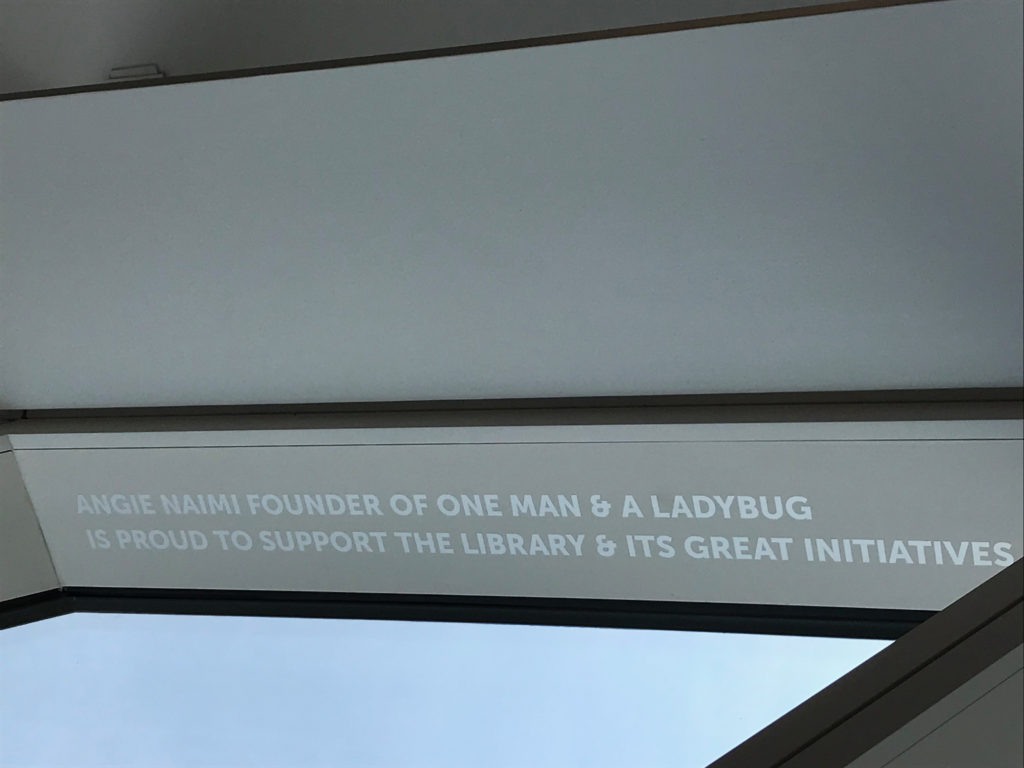 ANGIE NAIMI FOUNDER OF ONE MAN & A LADYBUG
IS PROUD TO SUPPORT THE LIBRARY & ITS GREAT INITIATIVES